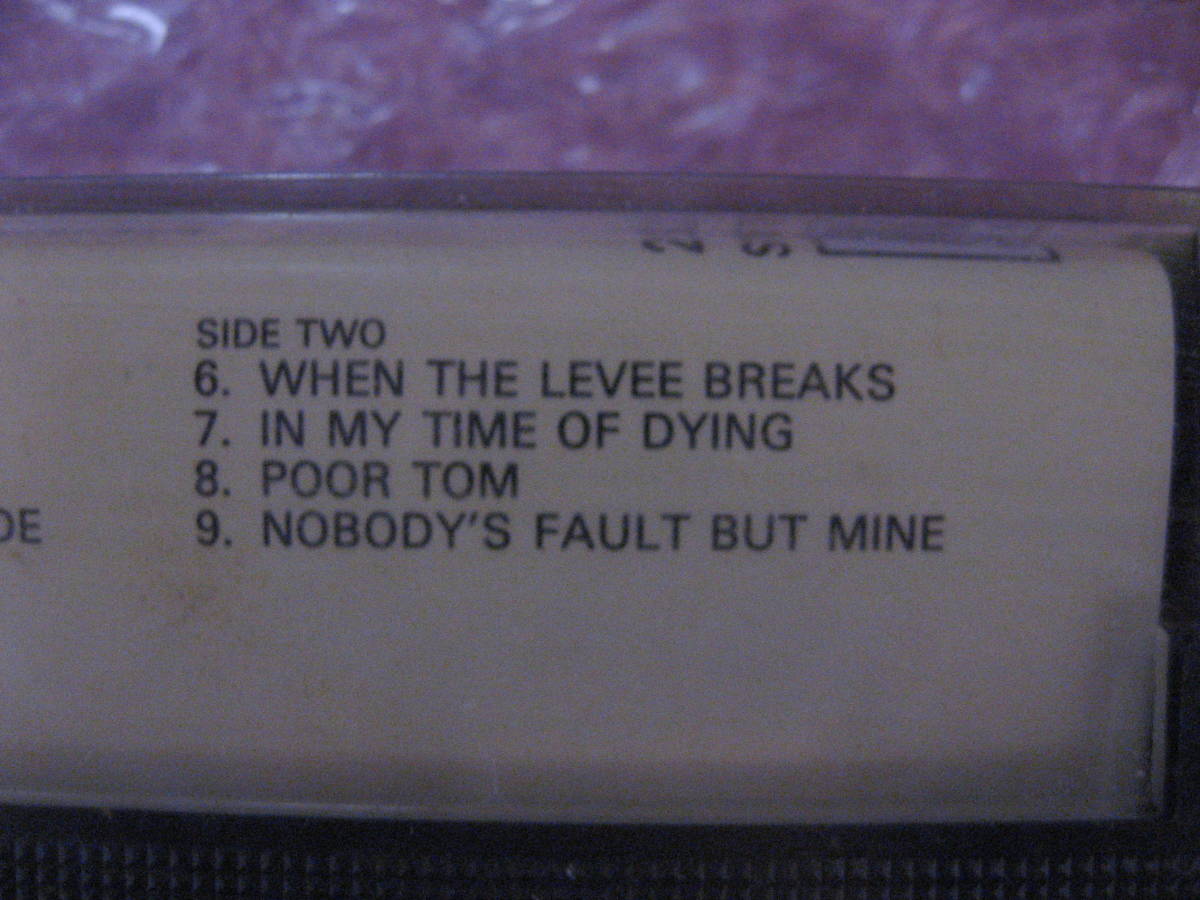 SIDE TWO
6. WHEN THE LEVEE BREAKS
7. IN MY TIME OF DYING
8. POOR TOM
9. NOBODY'S FAULT BUT MINE